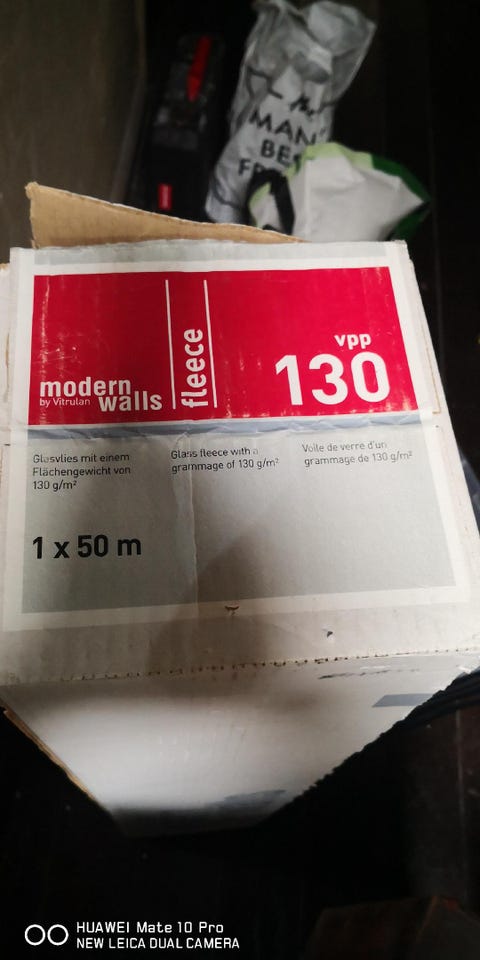 MAN'
BE
modern
by Vitrulan walls
fleece
vpp
130
Glasvlies mit einem
Flächengewicht von
130 g/m²
Glass fleece with a
grammage of 130 g/m²
Voile de verre d'un
grammage de 130 g/m²
1 x 50 m
HUAWEI Mate 10 Pro
NEW LEICA DUAL CAMERA